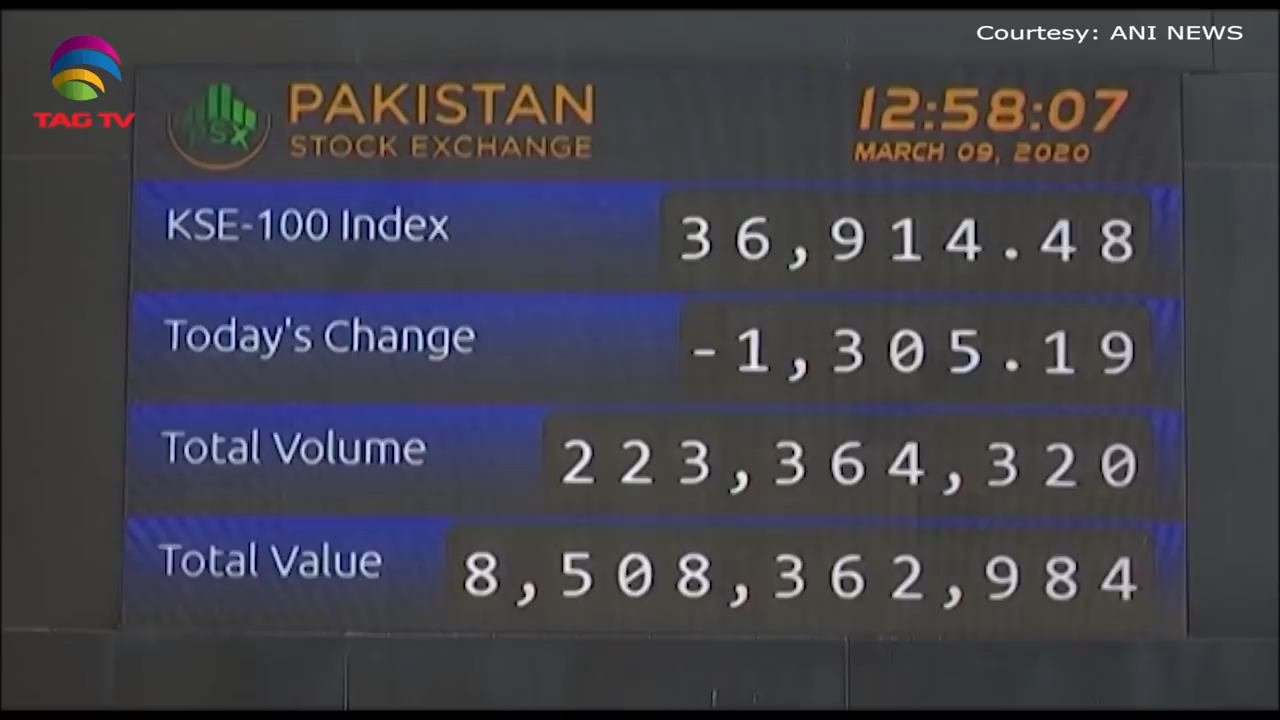 Courtesy: ANI NEWS
TAG TV
PSX
PAKISTAN
STOCK EXCHANGE
12:58:07
MARCH 09, 2020
KSE-100 Index 36,914.48
Today's Change -1,305.19
Total Volume 223,364,320
Total Value 8,508,362,984